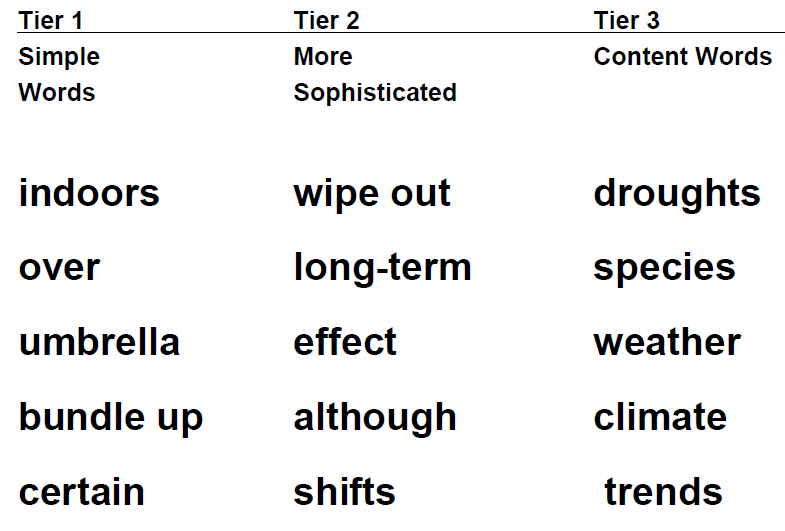 Tier 1 Tier 2 Tier 3
Simple More Content Words
Words Sophisticated
indoors wipe out droughts
over long-term species
umbrella effect weather
bundle up although climate
certain shifts trends